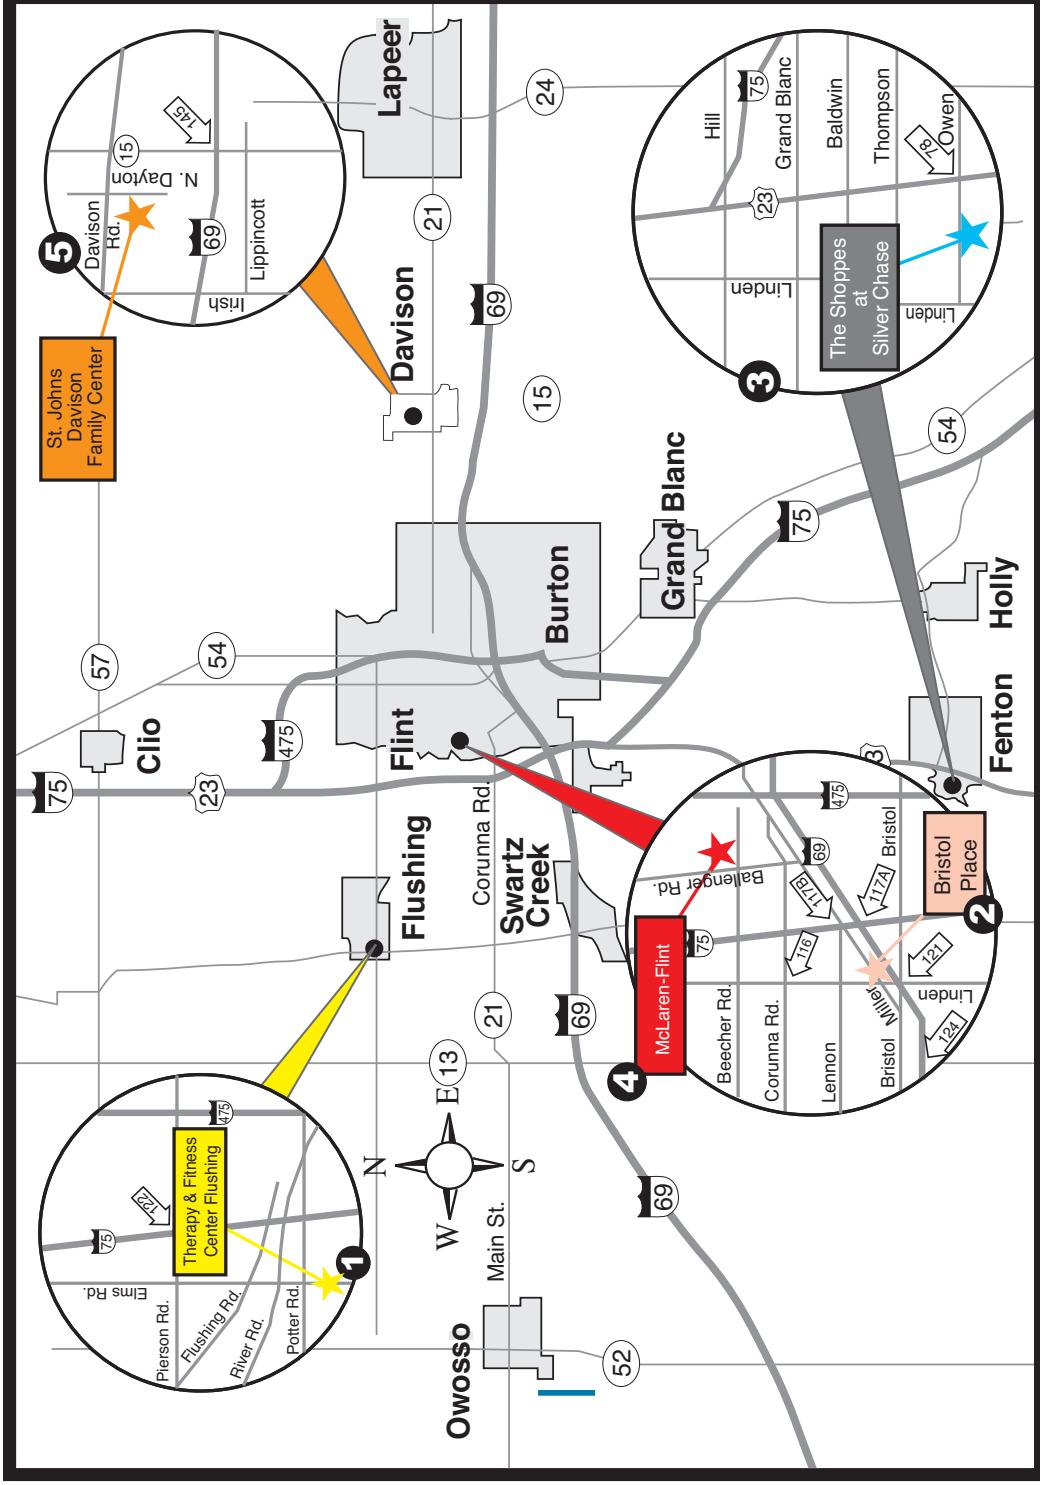 5
Davison
Rd.
15
N. Dayton
145
69
Lippincott
Irish
St. Johns
Davison
Family Center
Lapeer
24
21
69
Davison
15
57
54
Clio
475
75
23
Flint
Burton
Grand Blanc
75
54
Holly
Fenton
3
Hill
75
Grand Blanc
Baldwin
Thompson
78
Owen
23
Linden
Linden
The Shoppes
at
Silver Chase
3
Flushing
Corunna Rd.
Swartz
Creek
21
69
13
N
E
S
W
Main St.
69
Owosso
52
1
Therapy & Fitness
Center Flushing
122
75
475
Elms Rd.
Pierson Rd.
Flushing Rd.
River Rd.
Potter Rd.
4
McLaren-Flint
Ballenger Rd.
75
475
69
117B
117A
116
121
124
Beecher Rd.
Corunna Rd.
Lennon
Bristol
Bristol
Miller
Linden
2
Bristol
Place